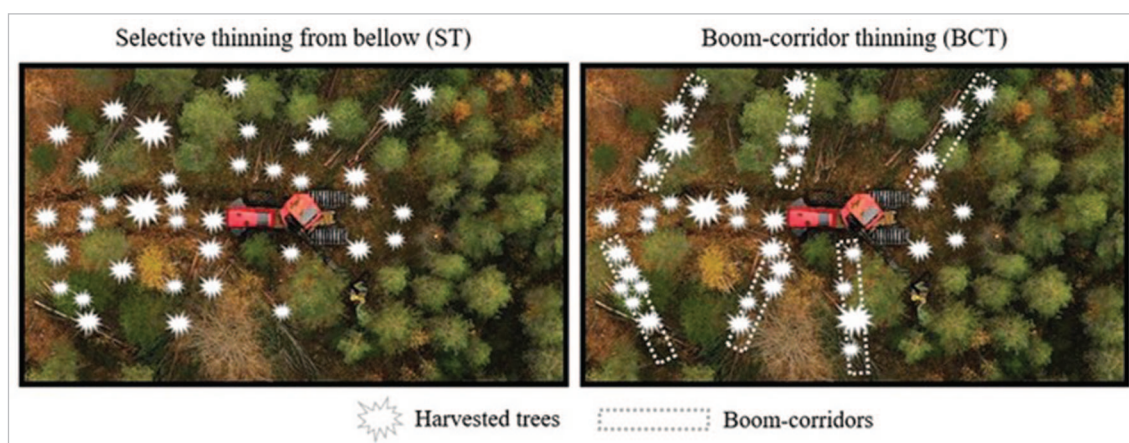 Selective thinning from bellow (ST)
Boom-corridor thinning (BCT)
Harvested trees
Boom-corridors